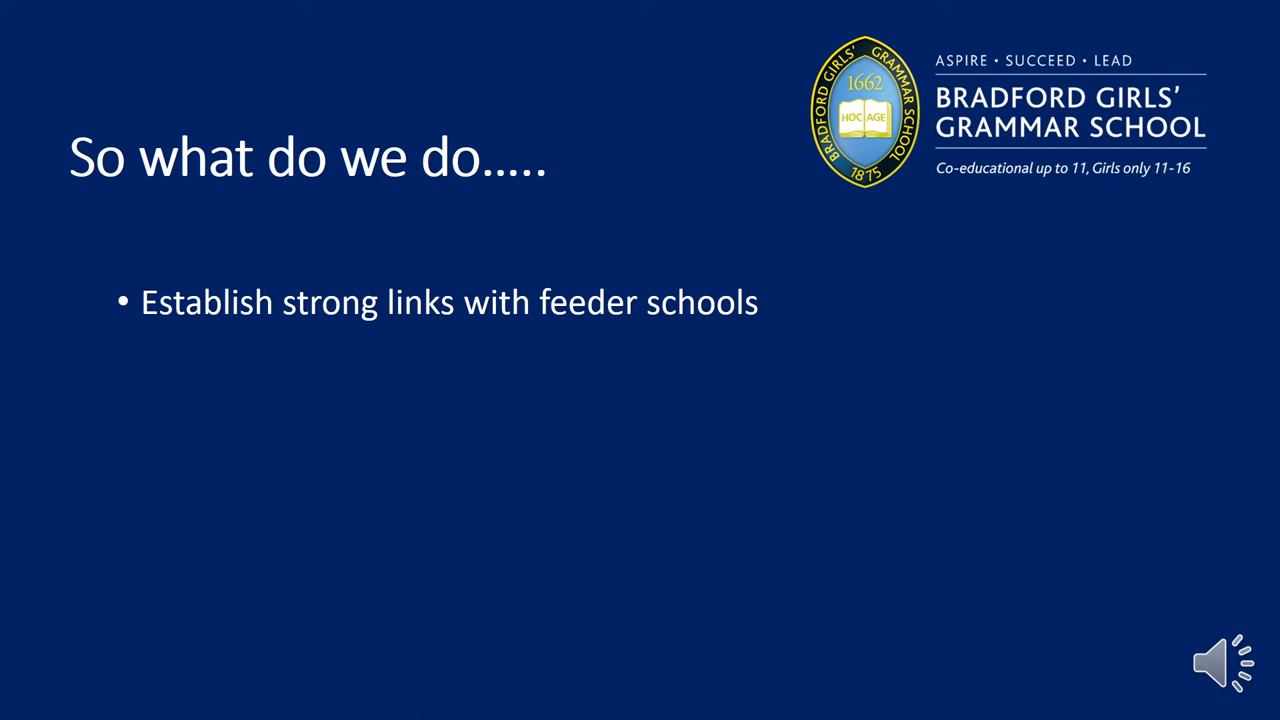 ASPIRE • SUCCEED • LEAD
BRADFORD GIRLS'
GRAMMAR SCHOOL
Co-educational up to 11, Girls only 11-16
BRADFORD GIRLS' GRAMMAR SCHOOL
1662
HOC AGE
1875
So what do we do.....
• Establish strong links with feeder schools